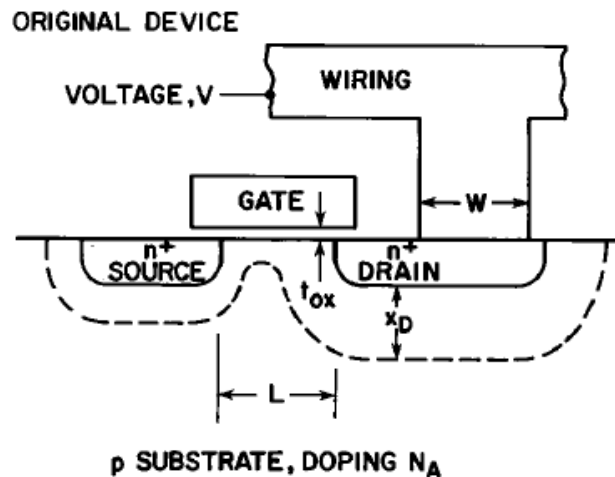 ORIGINAL DEVICE
WIRING
VOLTAGE,V
GATE
W
n+
SOURCE
n+
DRAIN
tox
xD
L
p SUBSTRATE, DOPING NA